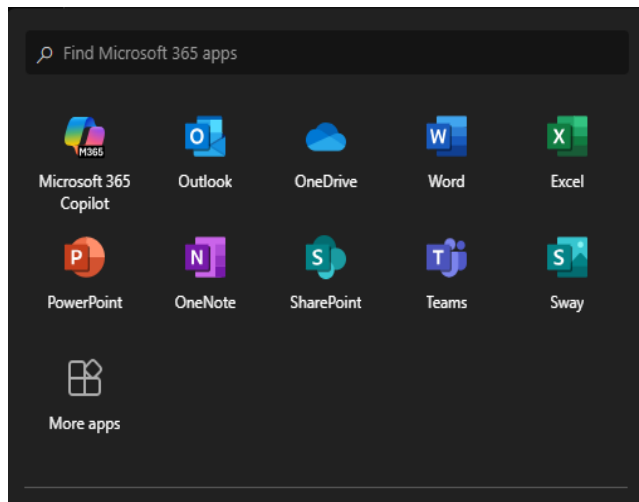 Find Microsoft 365 apps
M365
Microsoft 365
Copilot
O
Outlook
OneDrive
W
Word
X
Excel
P
PowerPoint
N
OneNote
S
SharePoint
T
Teams
S
Sway
More apps